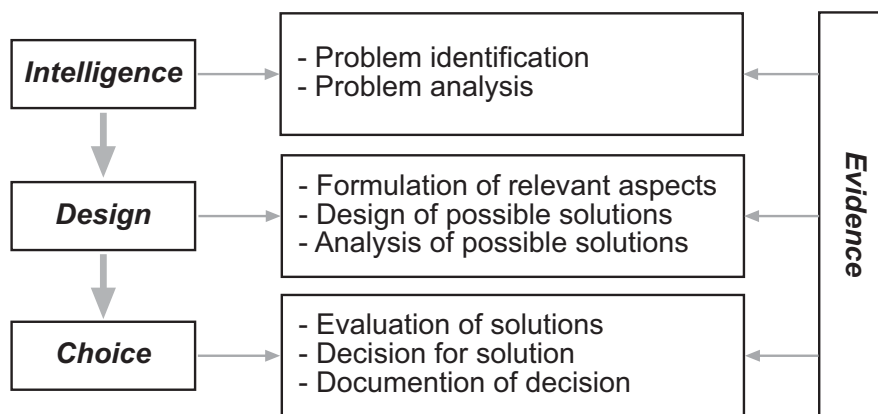 Intelligence
- Problem identification
- Problem analysis
Design
- Formulation of relevant aspects
- Design of possible solutions
- Analysis of possible solutions
Choice
- Evaluation of solutions
- Decision for solution
- Documention of decision
Evidence